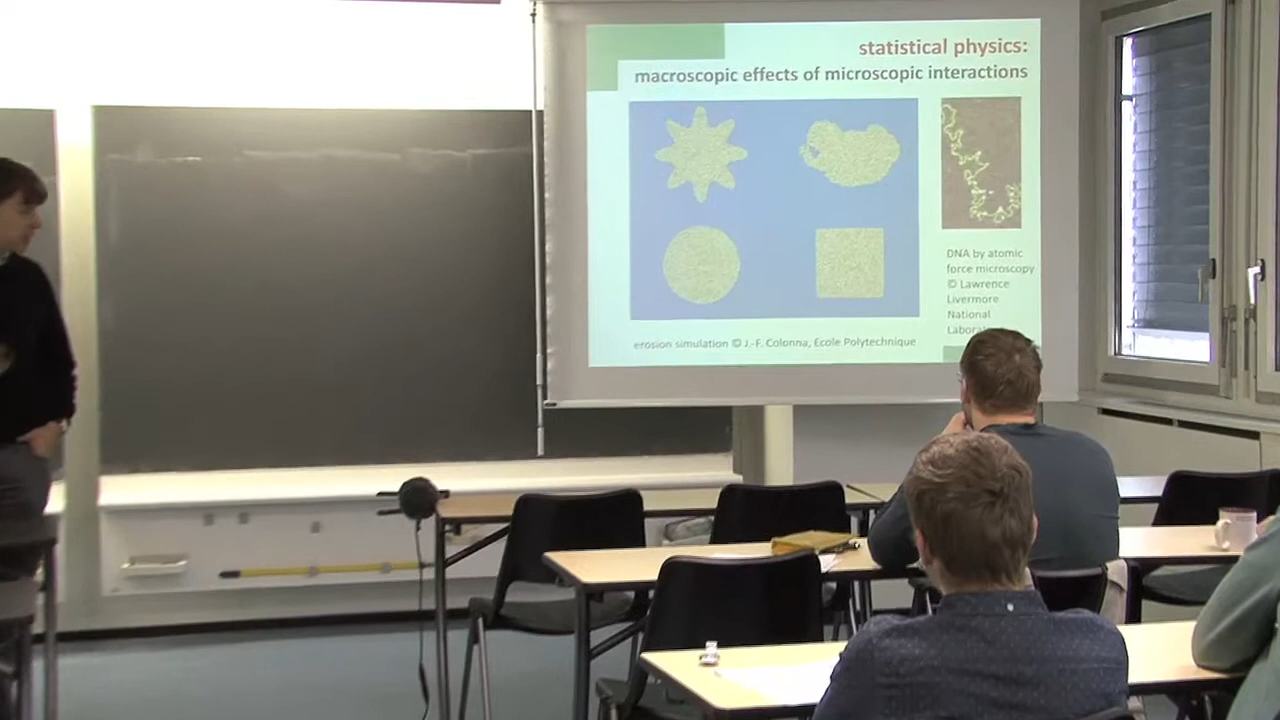 statistical physics:
macroscopic effects of microscopic interactions
DNA by atomic
force microscopy
© Lawrence
Livermore
National
erosion simulation © J.-F. Colonna, Ecole Polytechnique